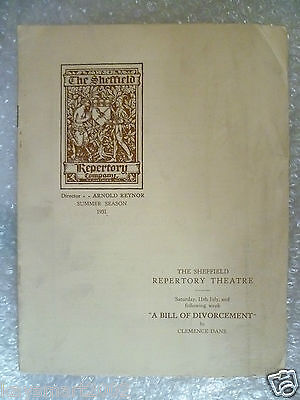 The Sheffield
Repertory
Company
Director - - ARNOLD REYNOR
SUMMER SEASON
1931
THE SHEFFIELD
REPERTORY THEATRE
Saturday, 11th July, and
following week
"A BILL OF DIVORCEMENT"
by
CLEMENCE DANE